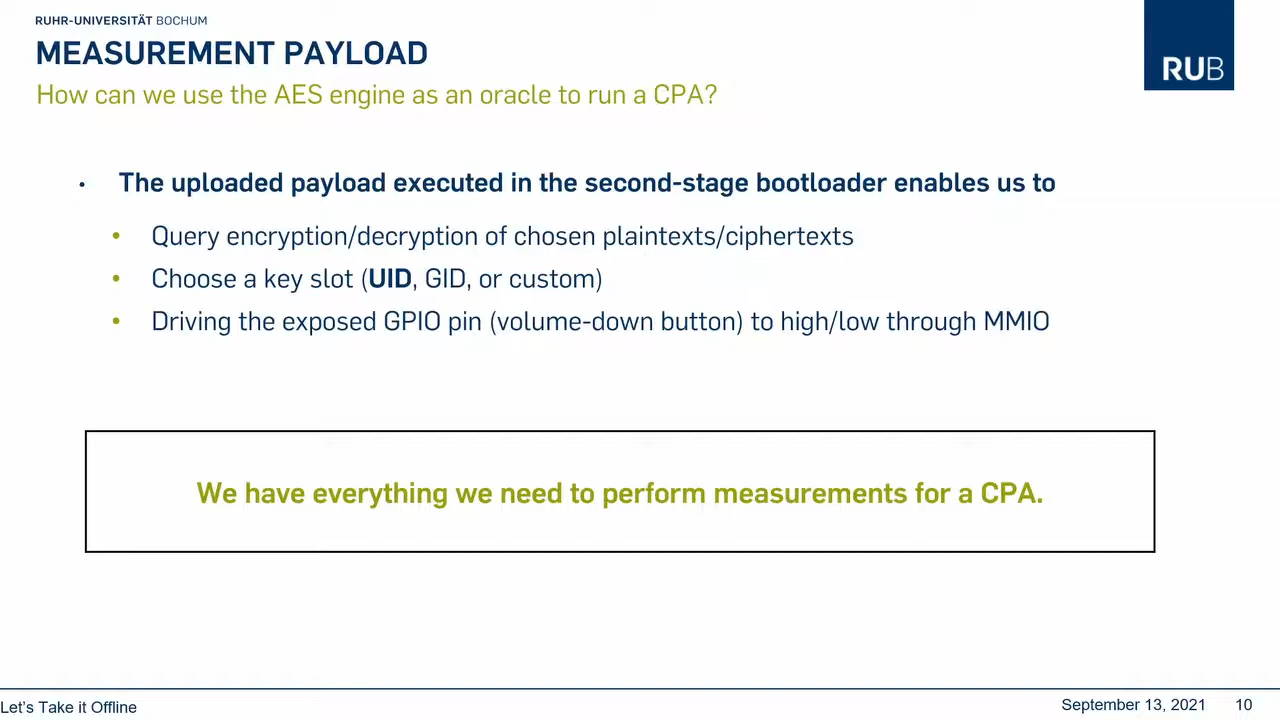 RUHR-UNIVERSITÄT BOCHUM
MEASUREMENT PAYLOAD
How can we use the AES engine as an oracle to run a CPA?
RUB
• The uploaded payload executed in the second-stage bootloader enables us to
• Query encryption/decryption of chosen plaintexts/ciphertexts
• Choose a key slot (UID, GID, or custom)
• Driving the exposed GPIO pin (volume-down button) to high/low through MMIO
We have everything we need to perform measurements for a CPA.
Let's Take it Offline
September 13, 2021 10